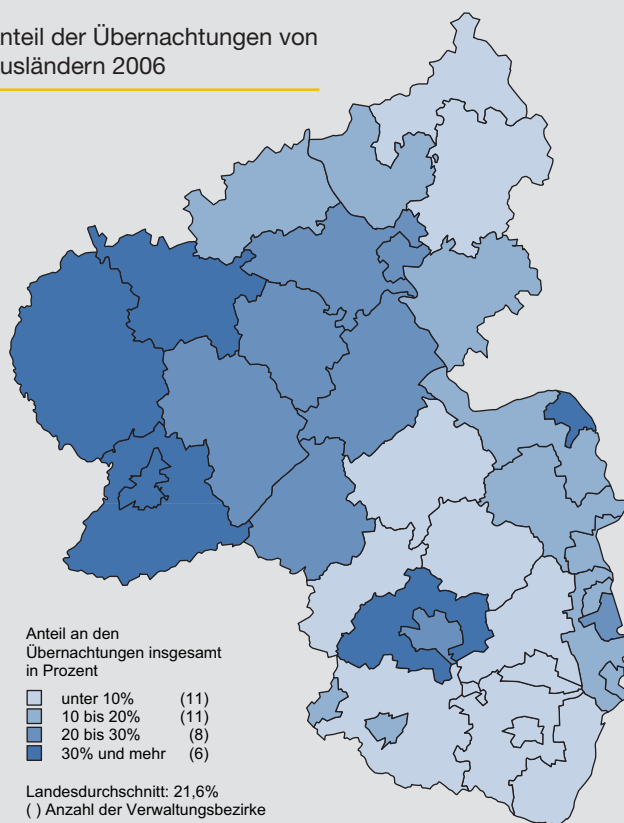 nteil der Übernachtungen von
usländern 2006
Anteil an den
Übernachtungen insgesamt
in Prozent
unter 10% (11)
10 bis 20% (11)
20 bis 30% (8)
30% und mehr (6)
Landesdurchschnitt: 21,6%
( ) Anzahl der Verwaltungsbezirke